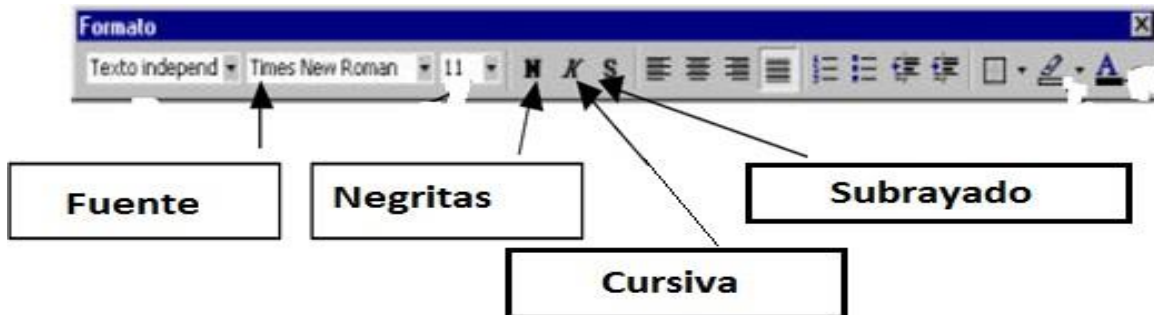 Formato
Texto independ Times New Roman 11 N K S A
Fuente
Negritas
Subrayado
Cursiva